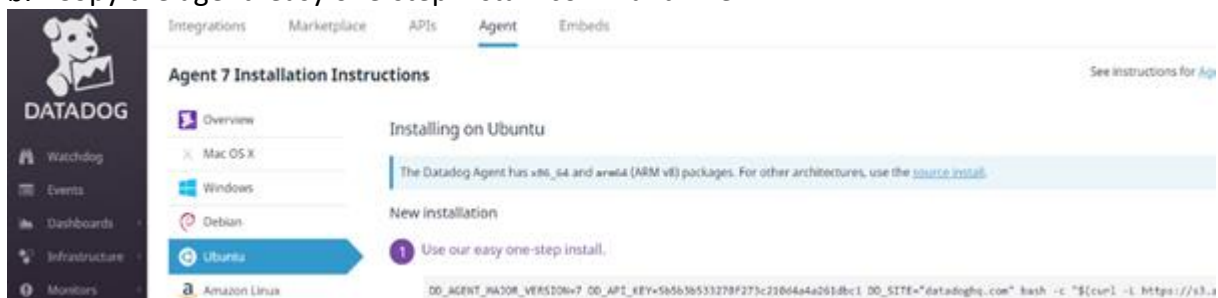 Integrations Marketplace APIs Agent Embeds
Agent 7 Installation Instructions
See instructions for
DATADOG
Overview
Installing on Ubuntu
Watchdog
Mac OS X
The Datadog Agent has x86_64 and arm64 (ARM v8) packages. For other architectures, use the source install.
Events
Windows
New installation
Dashboards
Debian
1 Use our easy one-step install.
Infrastructure
Ubuntu
Monitors
Amazon Linux
DD_AGENT_MAJOR_VERSION=7 DD_SITE="datadoghq.com" bash -c "$(curl -L https://s3.a